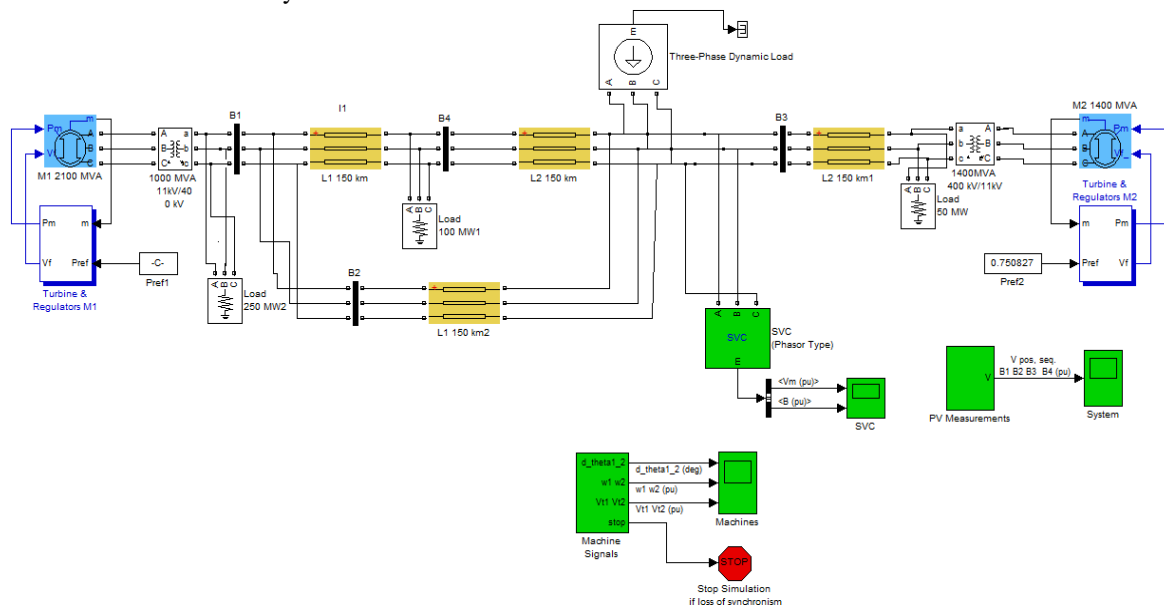 E
Three-Phase Dynamic Load
A B C
M1 2100 MVA
Pm
Vf
m
A
B
C
A a
B b
C c
1000 MVA
11kV/40
0 kV
B1
I1
L1 150 km
B4
L2 150 km
B3
L2 150 km1
a A
b B
c C
1400MVA
400 kV/11kV
M2 1400 MVA
m
Pm
Vf_
A
B
C
Pm
Vf
m
Pref
Turbine &
Regulators M1
-C-
Pref1
A B C
Load
250 MW2
A B C
Load
100 MW1
B2
L1 150 km2
A B C
Load
50 MW
Turbine &
Regulators M2
m
Pref
Pm
Vf
0.750827
Pref2
A B C
SVC
m
SVC
(Phasor Type)
<Vm (pu)>
<B (pu)>
SVC
V
PV Measurements
V pos, seq.
B1 B2 B3 B4 (pu)
System
d_theta1_2
w1 w2
Vt1 Vt2
stop
Machine
Signals
d_theta1_2 (deg)
w1 w2 (pu)
Vt1 Vt2 (pu)
Machines
STOP
Stop Simulation
if loss of synchronism